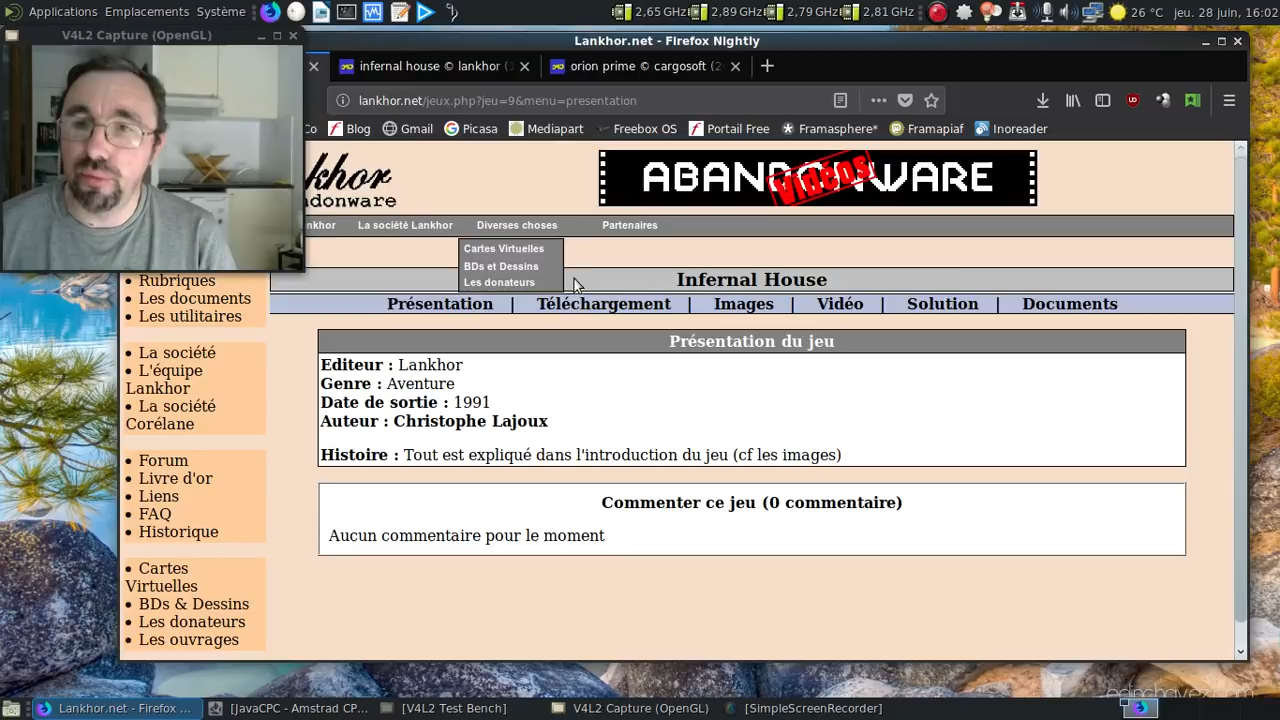 Applications Emplacements Système
2,65 GHz 2,89 GHz 2,79 GHz 2,81 GHz
26 °C jeu. 28 juin, 16:02
V4L2 Capture (OpenGL)
Lankhor.net - Firefox Nightly
infernal house © lankhor (
orion prime © cargosoft (2
lankhor.net/jeux.php?jeu=9&menu=presentation
Co Blog Gmail Picasa Mediapart Freebox OS Portail Free Framasphere* Framapiaf Inoreader
khor
andonware
ABANDONWARE
Vidéos
nkhor La société Lankhor Diverses choses Partenaires
Cartes Virtuelles
BDs et Dessins
Les donateurs
Infernal House
Présentation | Téléchargement | Images | Vidéo | Solution | Documents
Rubriques
Les documents
Les utilitaires
La société
L'équipe
Lankhor
La société
Corélane
Forum
Livre d'or
Liens
FAQ
Historique
Cartes
Virtuelles
BDs & Dessins
Les donateurs
Les ouvrages
Présentation du jeu
Editeur : Lankhor
Genre : Aventure
Date de sortie : 1991
Auteur : Christophe Lajoux
Histoire : Tout est expliqué dans l'introduction du jeu (cf les images)
Commenter ce jeu (0 commentaire)
Aucun commentaire pour le moment
Lankhor.net - Firefox ...
[JavaCPC - Amstrad CP...
[V4L2 Test Bench]
V4L2 Capture (OpenGL)
[SimpleScreenRecorder]